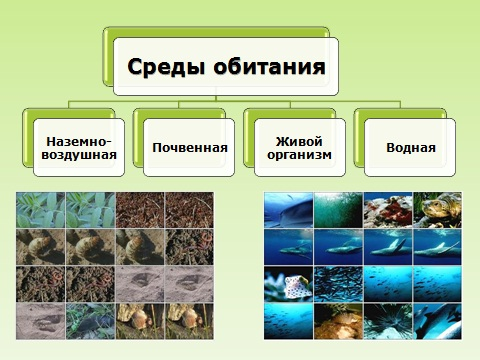 Среды обитания
Наземно-
воздушная
Почвенная
Живой
организм
Водная